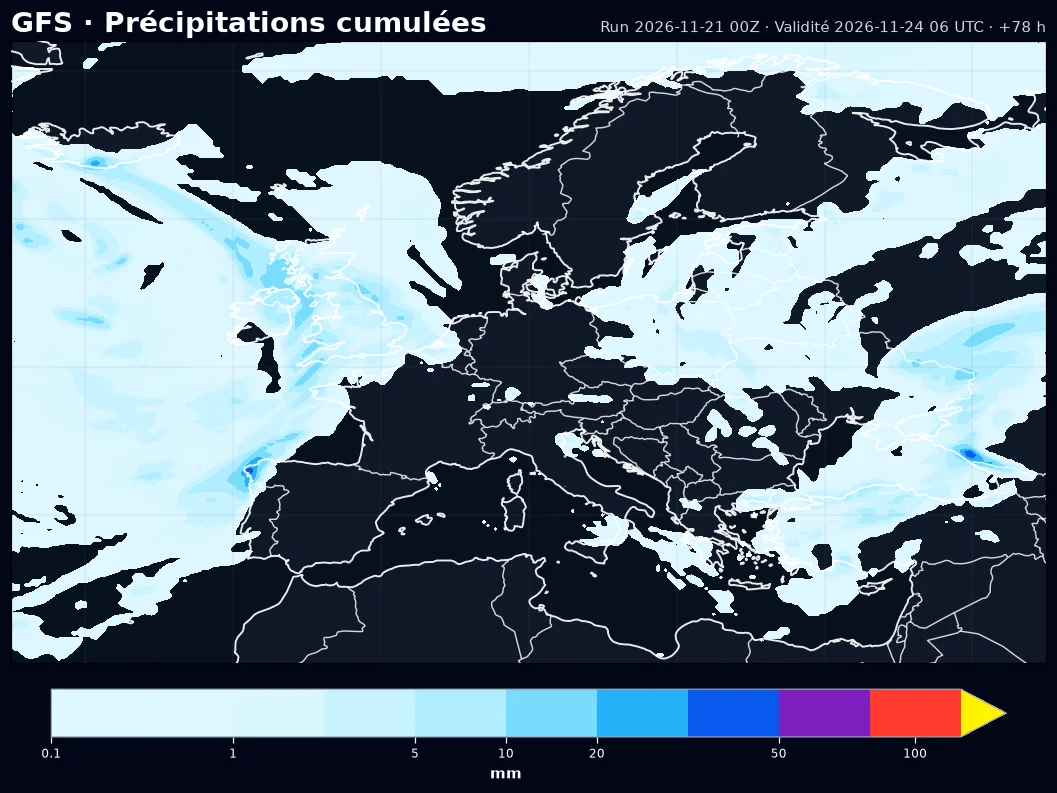 GFS · Précipitations cumulées
Run 2026-11-21 00Z · Validité 2026-11-24 06 UTC · +78 h
0.1 1 5 10 20 50 100
mm